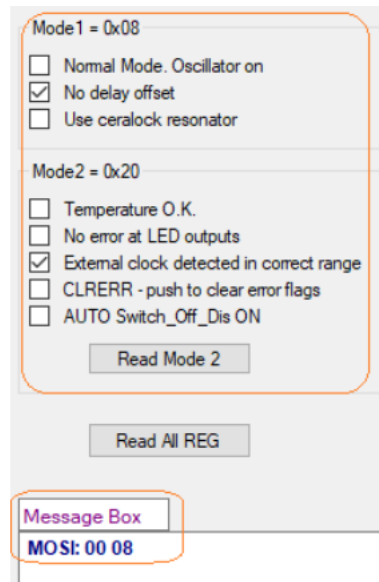 Mode1 = 0x08
Normal Mode. Oscillator on
No delay offset
Use ceralock resonator
Mode2 = 0x20
Temperature O.K.
No error at LED outputs
External clock detected in correct range
CLRERR - push to clear error flags
AUTO Switch_Off_Dis ON
Read Mode 2
Read All REG
Message Box
MOSI: 00 08